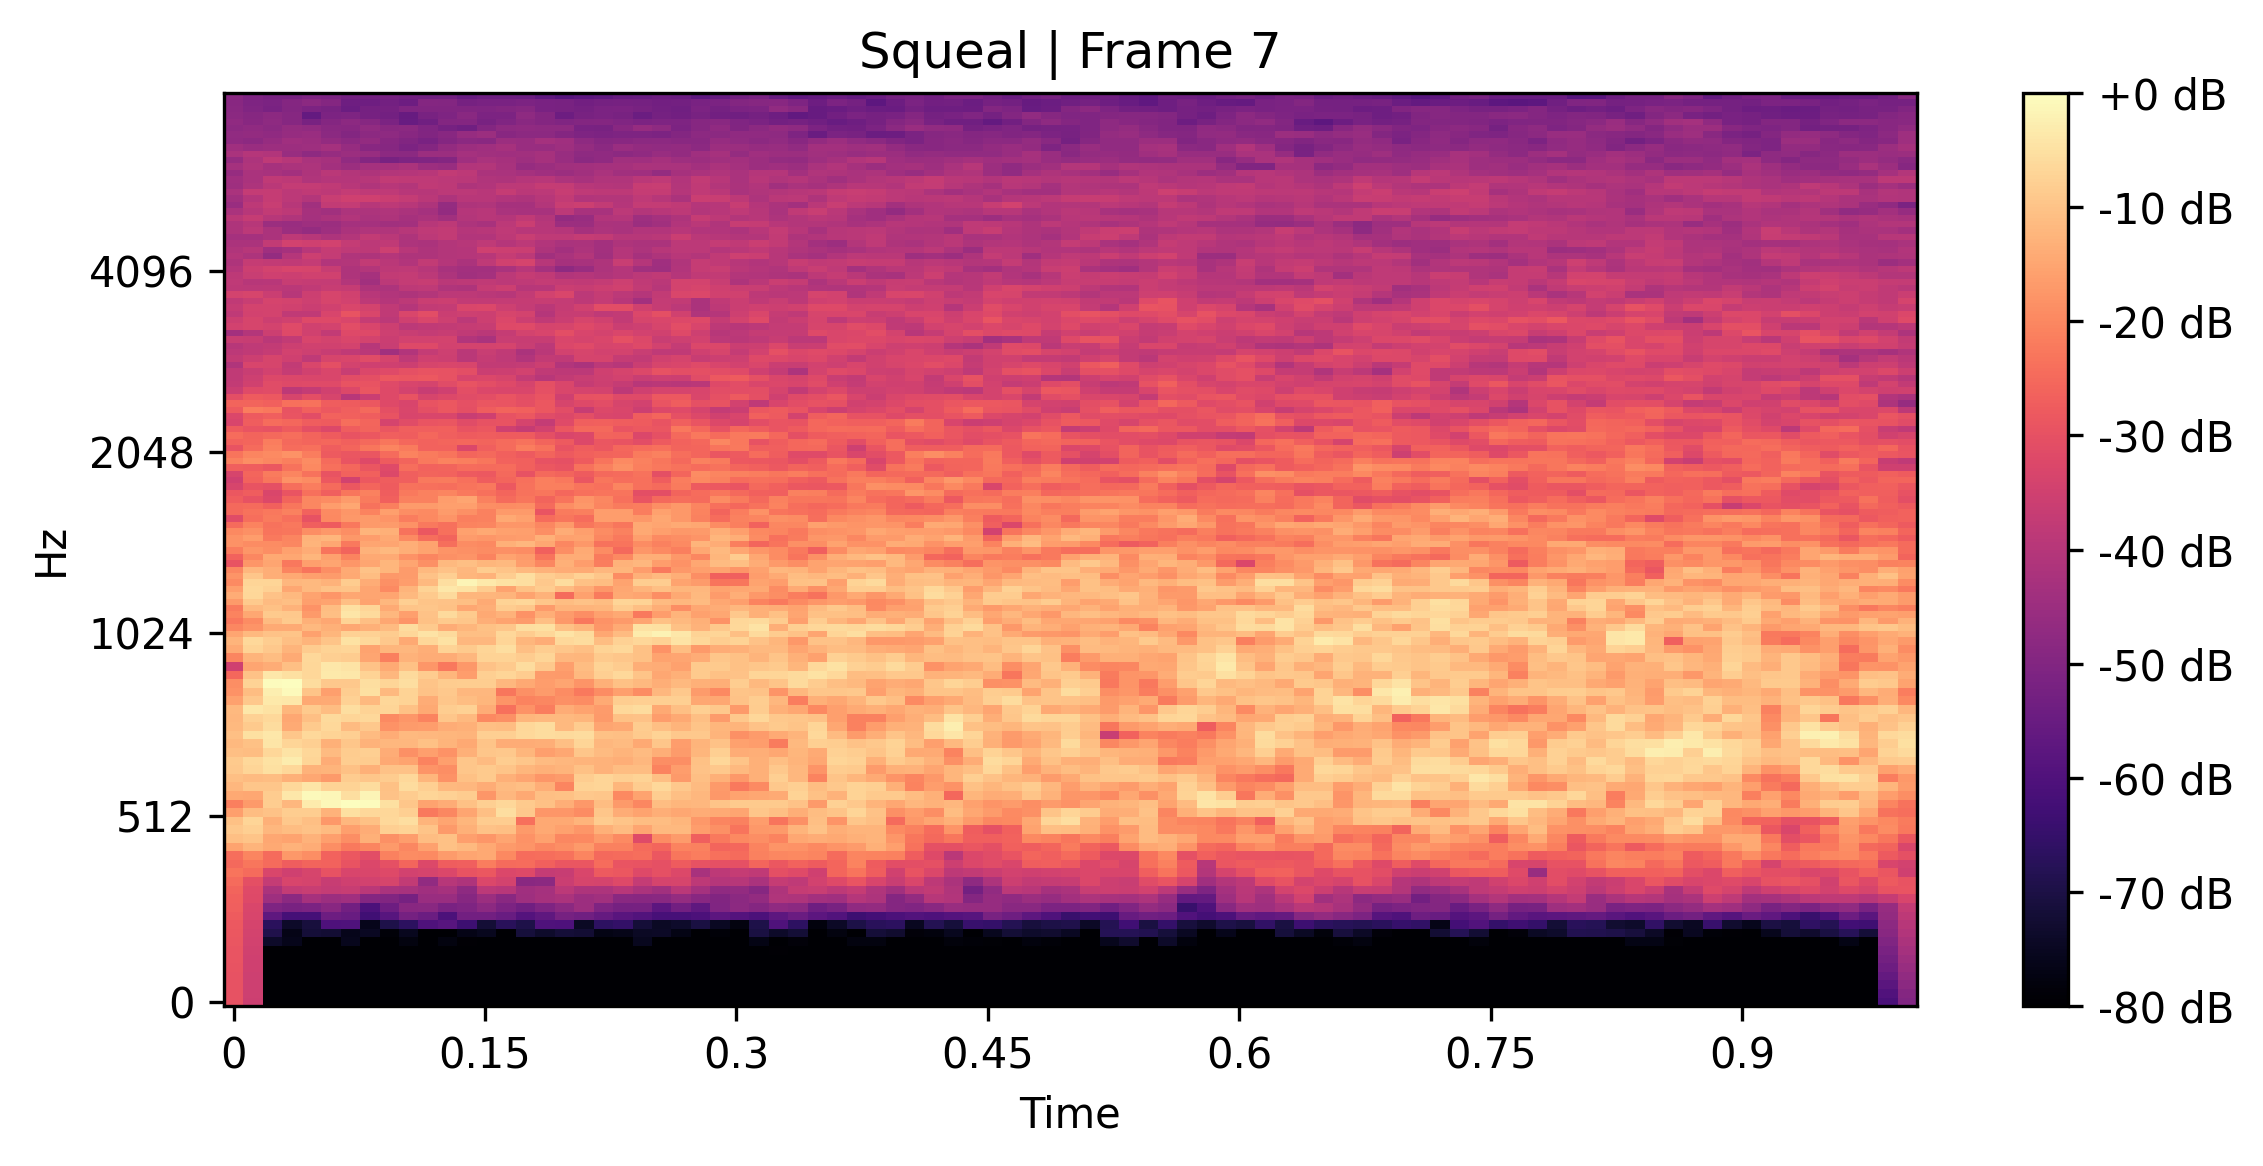 Squeal | Frame 7
+0 dB
-10 dB
-20 dB
-30 dB
-40 dB
-50 dB
-60 dB
-70 dB
-80 dB
Hz
4096
2048
1024
512
0
0
0.15
0.3
0.45
0.6
0.75
0.9
Time